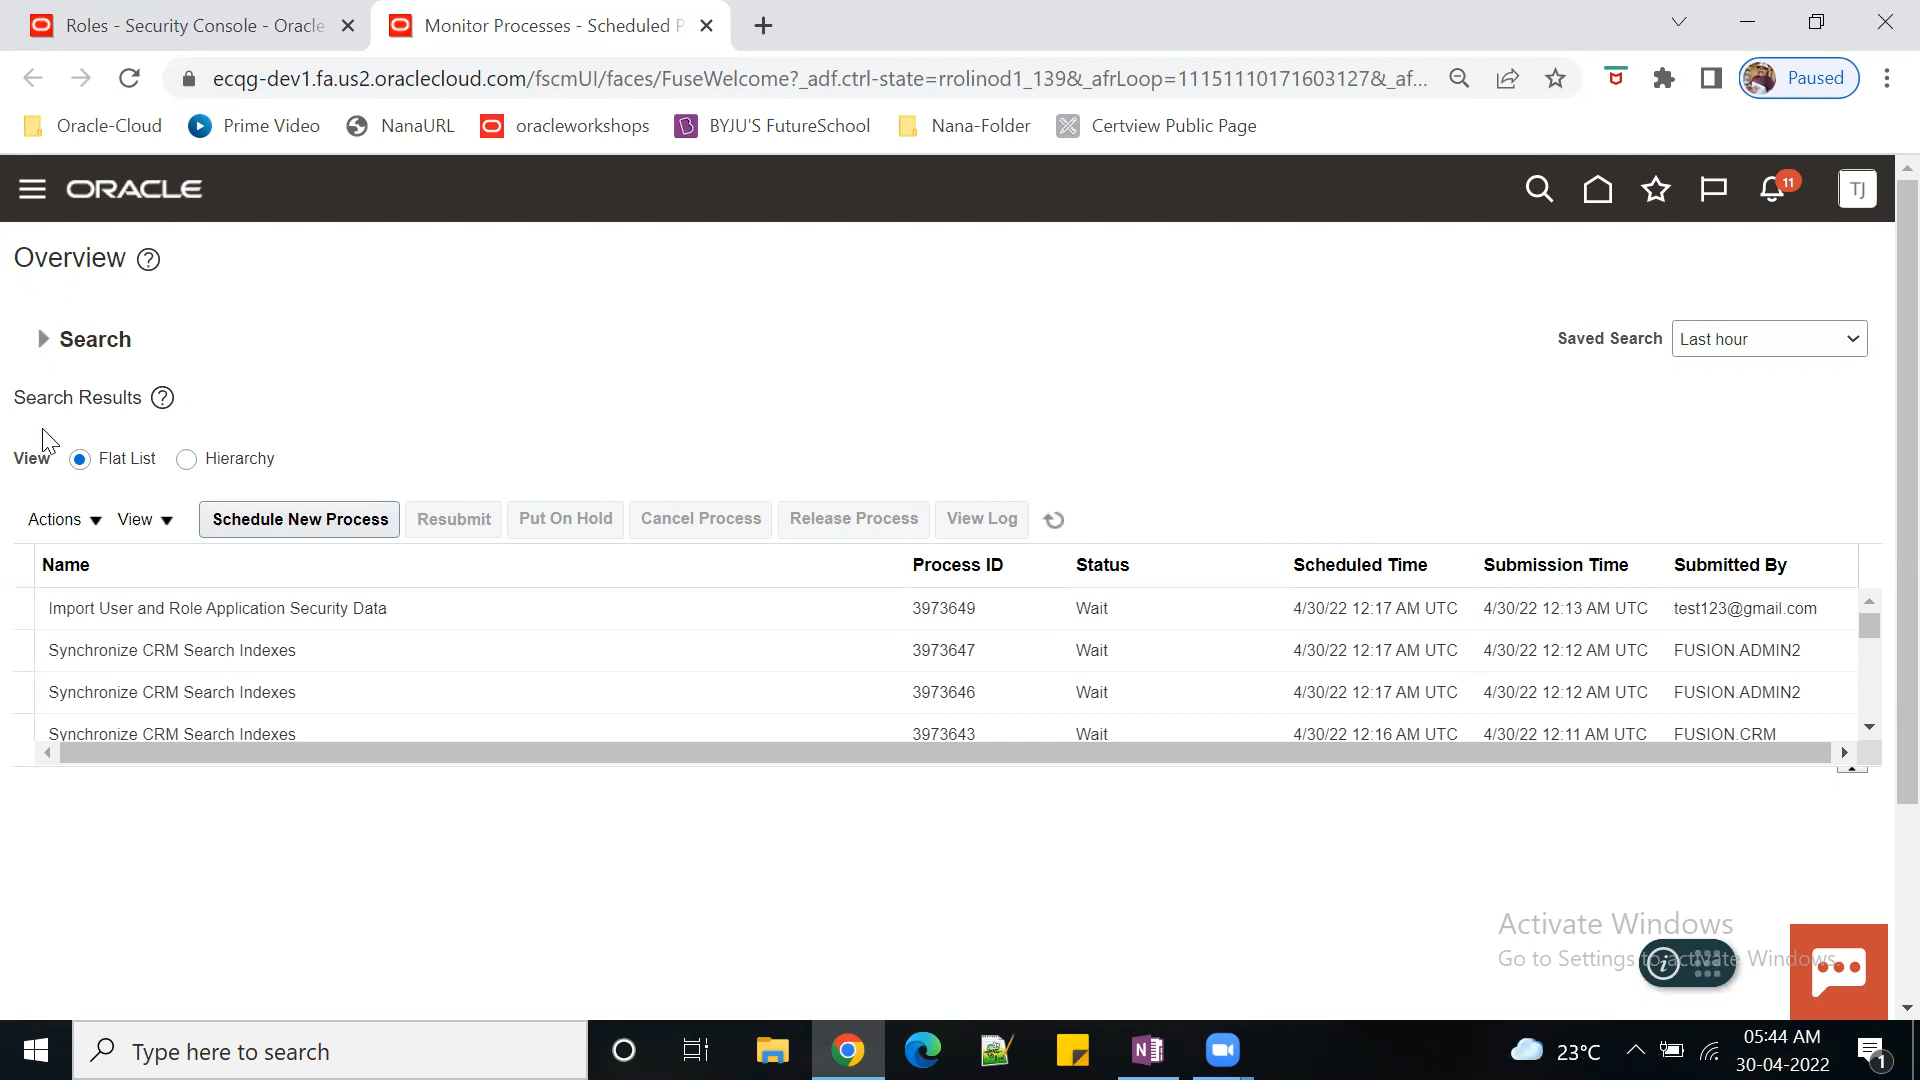 Roles - Security Console - Oracle
Monitor Processes - Scheduled P
ecqg-dev1.fa.us2.oraclecloud.com/fscmUI/faces/FuseWelcome?_adf.ctrl-state=rrolinod1_139&_afrLoop=11151110171603127&_af...
Paused
Oracle-Cloud
Prime Video
NanaURL
oracleworkshops
BYJU'S FutureSchool
Nana-Folder
Certview Public Page
ORACLE
11
TJ
Overview
Search
Saved Search Last hour
Search Results
View Flat List Hierarchy
Actions View Schedule New Process Resubmit Put On Hold Cancel Process Release Process View Log
Name Process ID Status Scheduled Time Submission Time Submitted By
Import User and Role Application Security Data 3973649 Wait 4/30/22 12:17 AM UTC 4/30/22 12:13 AM UTC test123@gmail.com
Synchronize CRM Search Indexes 3973647 Wait 4/30/22 12:17 AM UTC 4/30/22 12:12 AM UTC FUSION.ADMIN2
Synchronize CRM Search Indexes 3973646 Wait 4/30/22 12:17 AM UTC 4/30/22 12:12 AM UTC FUSION.ADMIN2
Synchronize CRM Search Indexes 3973643 Wait 4/30/22 12:16 AM UTC 4/30/22 12:11 AM UTC FUSION.CRM
Activate Windows
Go to Settings to activate Windows.
Type here to search
23°C
05:44 AM
30-04-2022
1